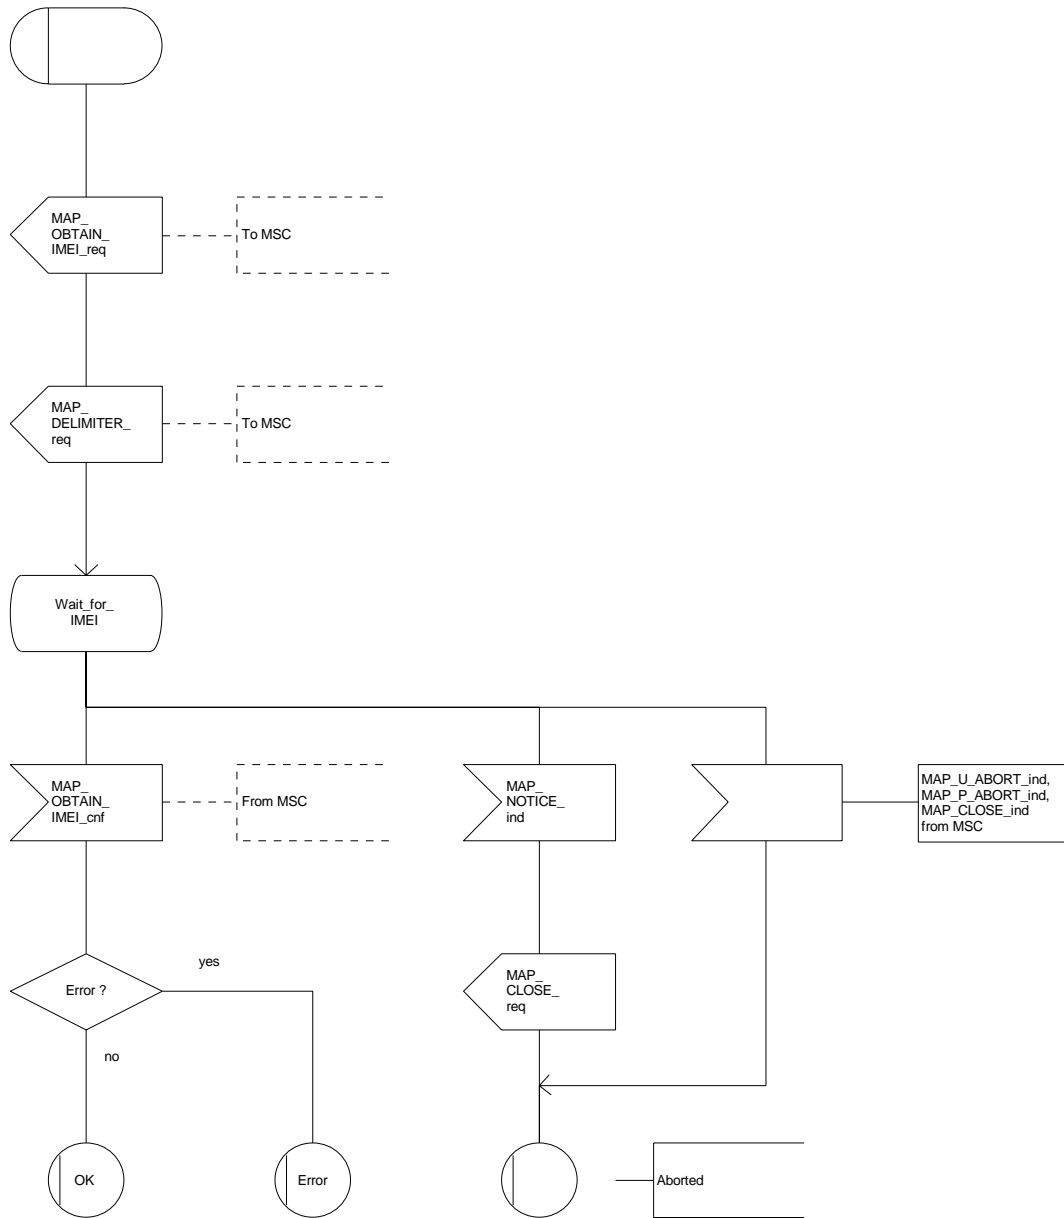 MAP_
OBTAIN_
IMEI_req
To MSC
MAP_
DELIMITER_
req
To MSC
Wait_for_
IMEI
MAP_
OBTAIN_
IMEI_cnf
From MSC
MAP_
NOTICE_
ind
MAP_U_ABORT_ind,
MAP_P_ABORT_ind,
MAP_CLOSE_ind
from MSC
yes
Error ?
MAP_
CLOSE_
req
no
OK
Error
Aborted